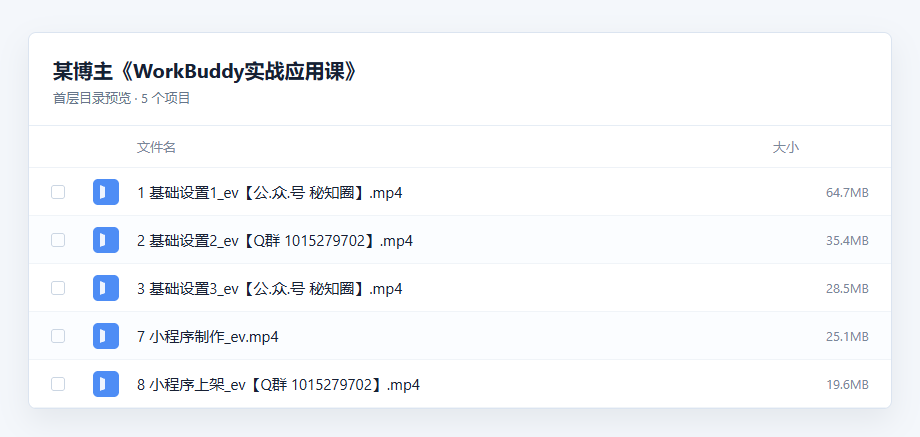 某博主《WorkBuddy实战应用课》
首层目录预览 · 5 个项目
文件名 大小
1 基础设置1_ev【公.众.号 秘知圈】.mp4 64.7MB
2 基础设置2_ev【Q群 1015279702】.mp4 35.4MB
3 基础设置3_ev【公.众.号 秘知圈】.mp4 28.5MB
7 小程序制作_ev.mp4 25.1MB
8 小程序上架_ev【Q群 1015279702】.mp4 19.6MB